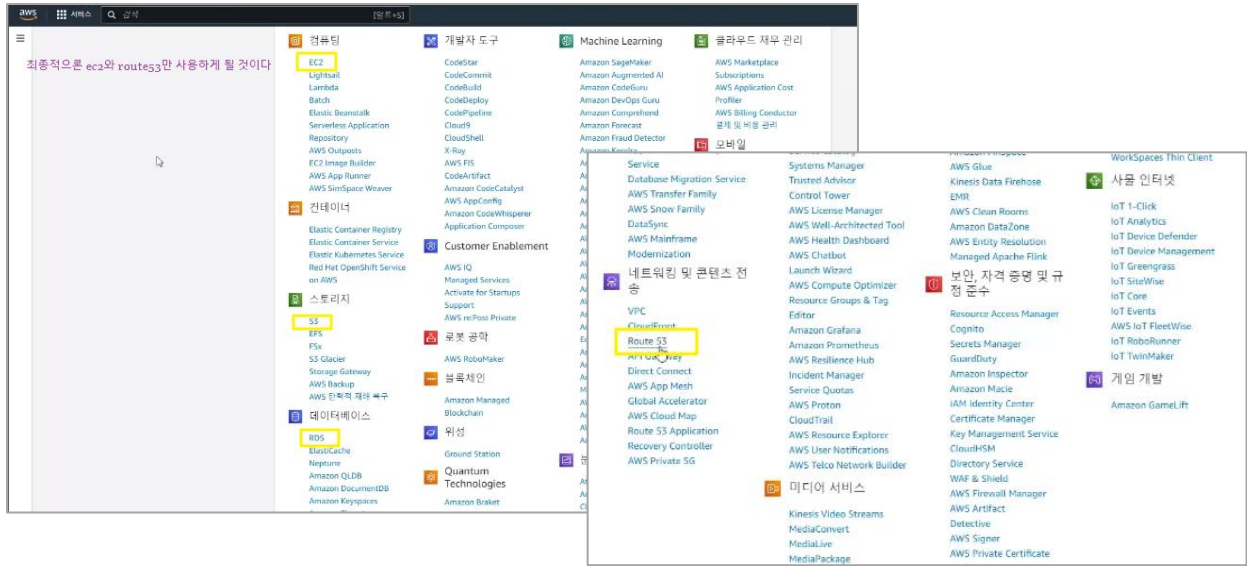 aws
서비스
검색
[알트+S]
최종적으론 ec2와 route53만 사용하게 될 것이다
컴퓨팅
EC2
Lightsail
Lambda
Batch
Elastic Beanstalk
Serverless Application
Repository
AWS Outposts
EC2 Image Builder
AWS App Runner
AWS SimSpace Weaver
컨테이너
Elastic Container Registry
Elastic Container Service
Elastic Kubernetes Service
Red Hat OpenShift Service
on AWS
스토리지
S3
EFS
FSx
S3 Glacier
Storage Gateway
AWS Backup
AWS 탄력적 재해 복구
데이터베이스
RDS
ElastiCache
Neptune
Amazon QLDB
Amazon DocumentDB
Amazon Keyspaces
개발자 도구
CodeStar
CodeCommit
CodeBuild
CodeDeploy
CodePipeline
Cloud9
CloudShell
X-Ray
AWS FIS
CodeArtifact
Amazon CodeCatalyst
AWS AppConfig
Amazon CodeWhisperer
Application Composer
Customer Enablement
AWS IQ
Managed Services
Activate for Startups
Support
AWS re:Post Private
로봇 공학
AWS RoboMaker
블록체인
Amazon Managed
Blockchain
위성
Ground Station
Quantum
Technologies
Amazon Braket
Machine Learning
Amazon SageMaker
Amazon Augmented AI
Amazon CodeGuru
Amazon DevOps Guru
Amazon Comprehend
Amazon Forecast
Amazon Fraud Detector
Amazon Kendra
클라우드 재무 관리
AWS Marketplace
Subscriptions
AWS Application Cost
Profiler
AWS Billing Conductor
결제 및 비용 관리
모바일
Service
Database Migration Service
AWS Transfer Family
AWS Snow Family
DataSync
AWS Mainframe
Modernization
네트워킹 및 콘텐츠 전
송
VPC
CloudFront
Route 53
API Gateway
Direct Connect
AWS App Mesh
Global Accelerator
AWS Cloud Map
Route 53 Application
Recovery Controller
AWS Private 5G
Systems Manager
Trusted Advisor
Control Tower
AWS License Manager
AWS Well-Architected Tool
AWS Health Dashboard
AWS Chatbot
Launch Wizard
AWS Compute Optimizer
Resource Groups & Tag
Editor
Amazon Grafana
Amazon Prometheus
AWS Resilience Hub
Incident Manager
Service Quotas
AWS Proton
CloudTrail
AWS Resource Explorer
AWS User Notifications
AWS Telco Network Builder
미디어 서비스
Kinesis Video Streams
MediaConvert
MediaLive
MediaPackage
AWS Glue
Kinesis Data Firehose
EMR
AWS Clean Rooms
Amazon DataZone
AWS Entity Resolution
Managed Apache Flink
보안, 자격 증명 및 규
정 준수
Resource Access Manager
Cognito
Secrets Manager
GuardDuty
Amazon Inspector
Amazon Macie
IAM Identity Center
Certificate Manager
Key Management Service
CloudHSM
Directory Service
WAF & Shield
AWS Firewall Manager
AWS Artifact
Detective
AWS Signer
AWS Private Certificate
WorkSpaces Thin Client
사물 인터넷
IoT 1-Click
IoT Analytics
IoT Device Defender
IoT Device Management
IoT Greengrass
IoT SiteWise
IoT Core
IoT Events
AWS IoT FleetWise
IoT RoboRunner
IoT TwinMaker
게임 개발
Amazon GameLift